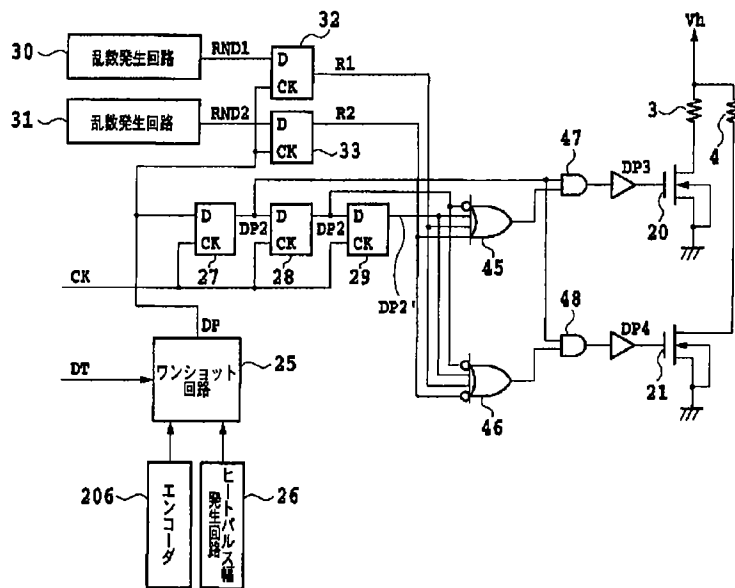 32
Vh
30
乱数発生回路
RND1
D
CK
R1
31
乱数発生回路
RND2
D
CK
R2
33
3
4
47
DP3
20
D
CK
27
DP2
D
CK
28
DP2
D
CK
29
45
CK
DP2'
DP
48
DP4
21
DT
ワンショット
回路
25
46
206
エンコーダ
ヒートパルス幅
発生回路
26